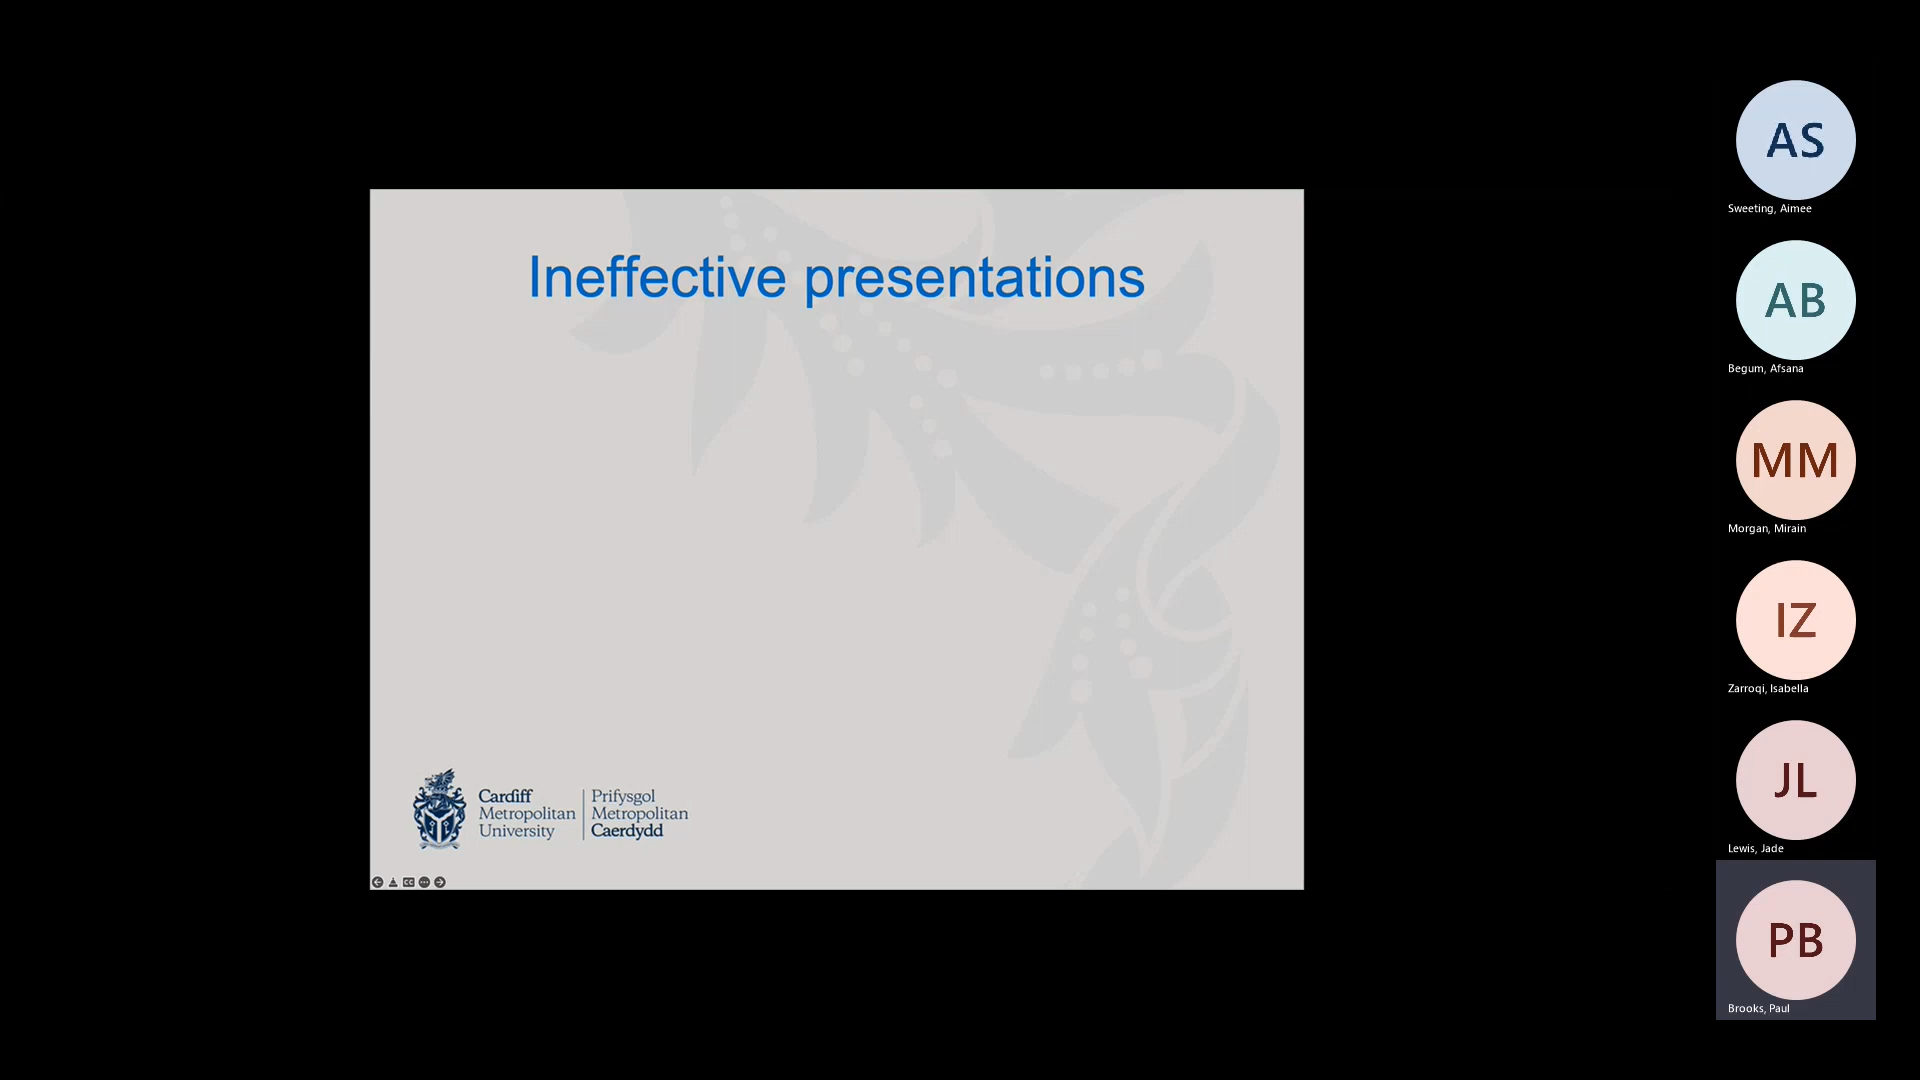 Ineffective presentations
Cardiff
Metropolitan
University
Prifysgol
Metropolitan
Caerdydd
CC
AS
Sweeting, Aimee
AB
Begum, Afsana
MM
Morgan, Mirain
IZ
Zarroqi, Isabella
JL
Lewis, Jade
PB
Brooks, Paul